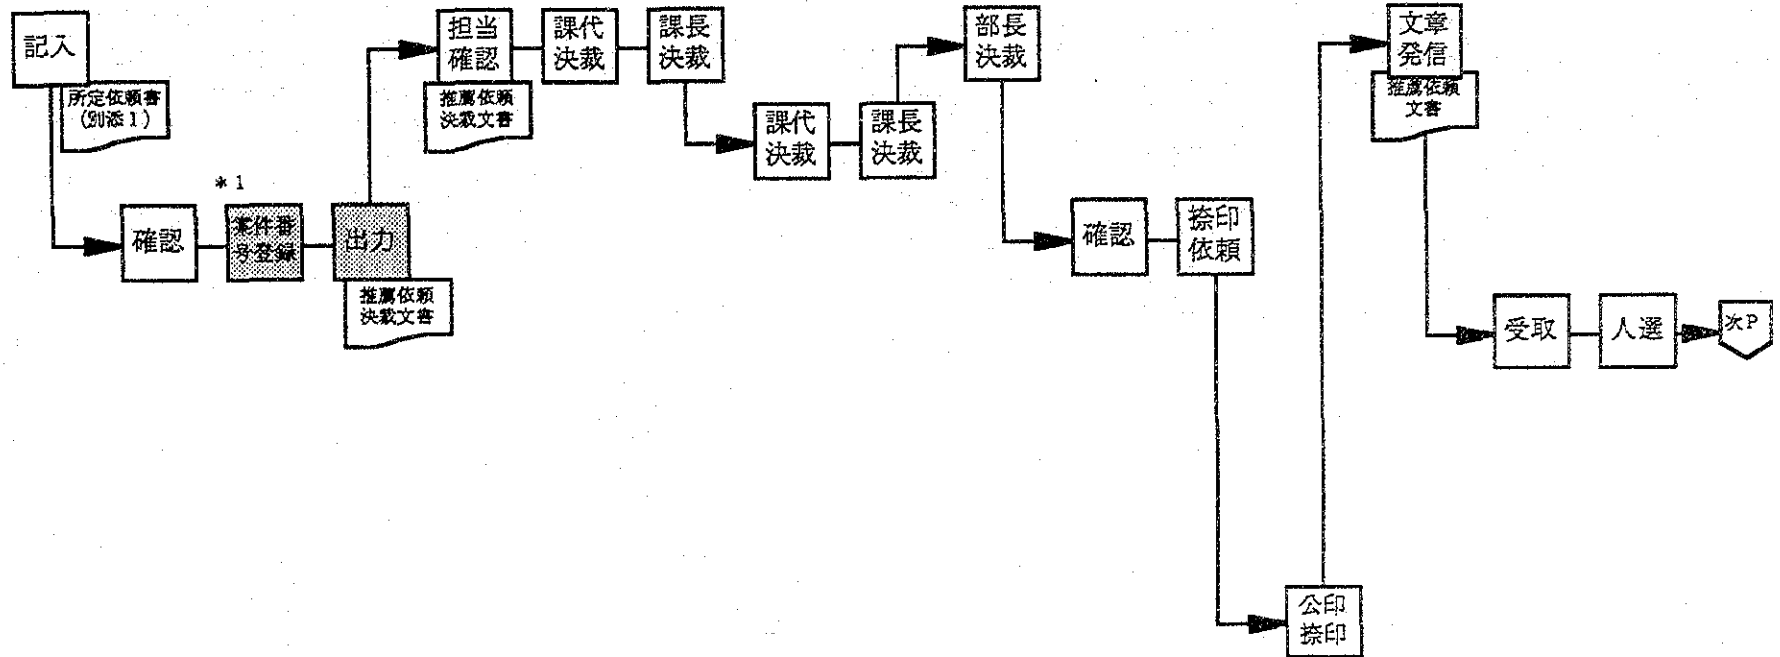 記入
所定依頼書
(別添1)
確認
*1
案件番
号登録
出力
推薦依頼
決裁文書
担当
確認
推薦依頼
決裁文書
課代
決裁
課長
決裁
課代
決裁
課長
決裁
部長
決裁
確認
捺印
依頼
公印
捺印
文章
発信
推薦依頼
文書
受取
人選
次P